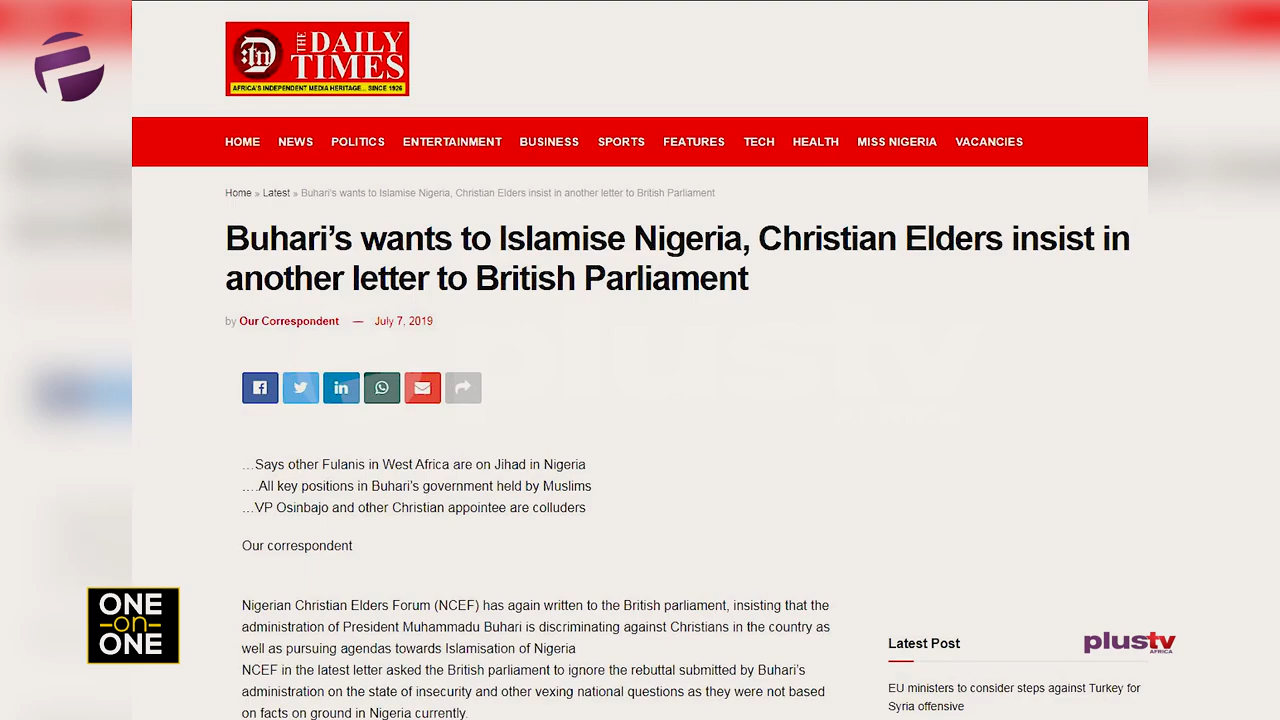 THE DAILY TIMES
AFRICA'S INDEPENDENT MEDIA HERITAGE... SINCE 1926
HOME NEWS POLITICS ENTERTAINMENT BUSINESS SPORTS FEATURES TECH HEALTH MISS NIGERIA VACANCIES
Home » Latest » Buhari's wants to Islamise Nigeria, Christian Elders insist in another letter to British Parliament
Buhari's wants to Islamise Nigeria, Christian Elders insist in
another letter to British Parliament
by Our Correspondent — July 7, 2019
…Says other Fulanis in West Africa are on Jihad in Nigeria
….All key positions in Buhari's government held by Muslims
…VP Osinbajo and other Christian appointee are colluders
Our correspondent
Nigerian Christian Elders Forum (NCEF) has again written to the British parliament, insisting that the
administration of President Muhammadu Buhari is discriminating against Christians in the country as
well as pursuing agendas towards Islamisation of Nigeria
NCEF in the latest letter asked the British parliament to ignore the rebuttal submitted by Buhari's
administration on the state of insecurity and other vexing national questions as they were not based
on facts on ground in Nigeria currently.
ONE
on
ONE
Latest Post
plustv
AFRICA
EU ministers to consider steps against Turkey for
Syria offensive
plustv